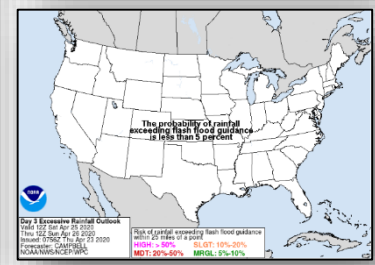 The probability of rainfall
exceeding flash flood guidance
is less than 5 percent
NOAA
Day 3 Excessive Rainfall Outlook
Valid 12Z Sat Apr 25 2020
Thru 12Z Sun Apr 26 2020
Issued: 0756Z Thu Apr 23 2020
Forecaster: CAMPBELL
NOAA/NWS/NCEP/WPC
Risk of rainfall exceeding flash flood guidance
within 25 miles of a point
HIGH: > 50% SLGT: 10%-20%
MDT: 20%-50% MRGL: 5%-10%